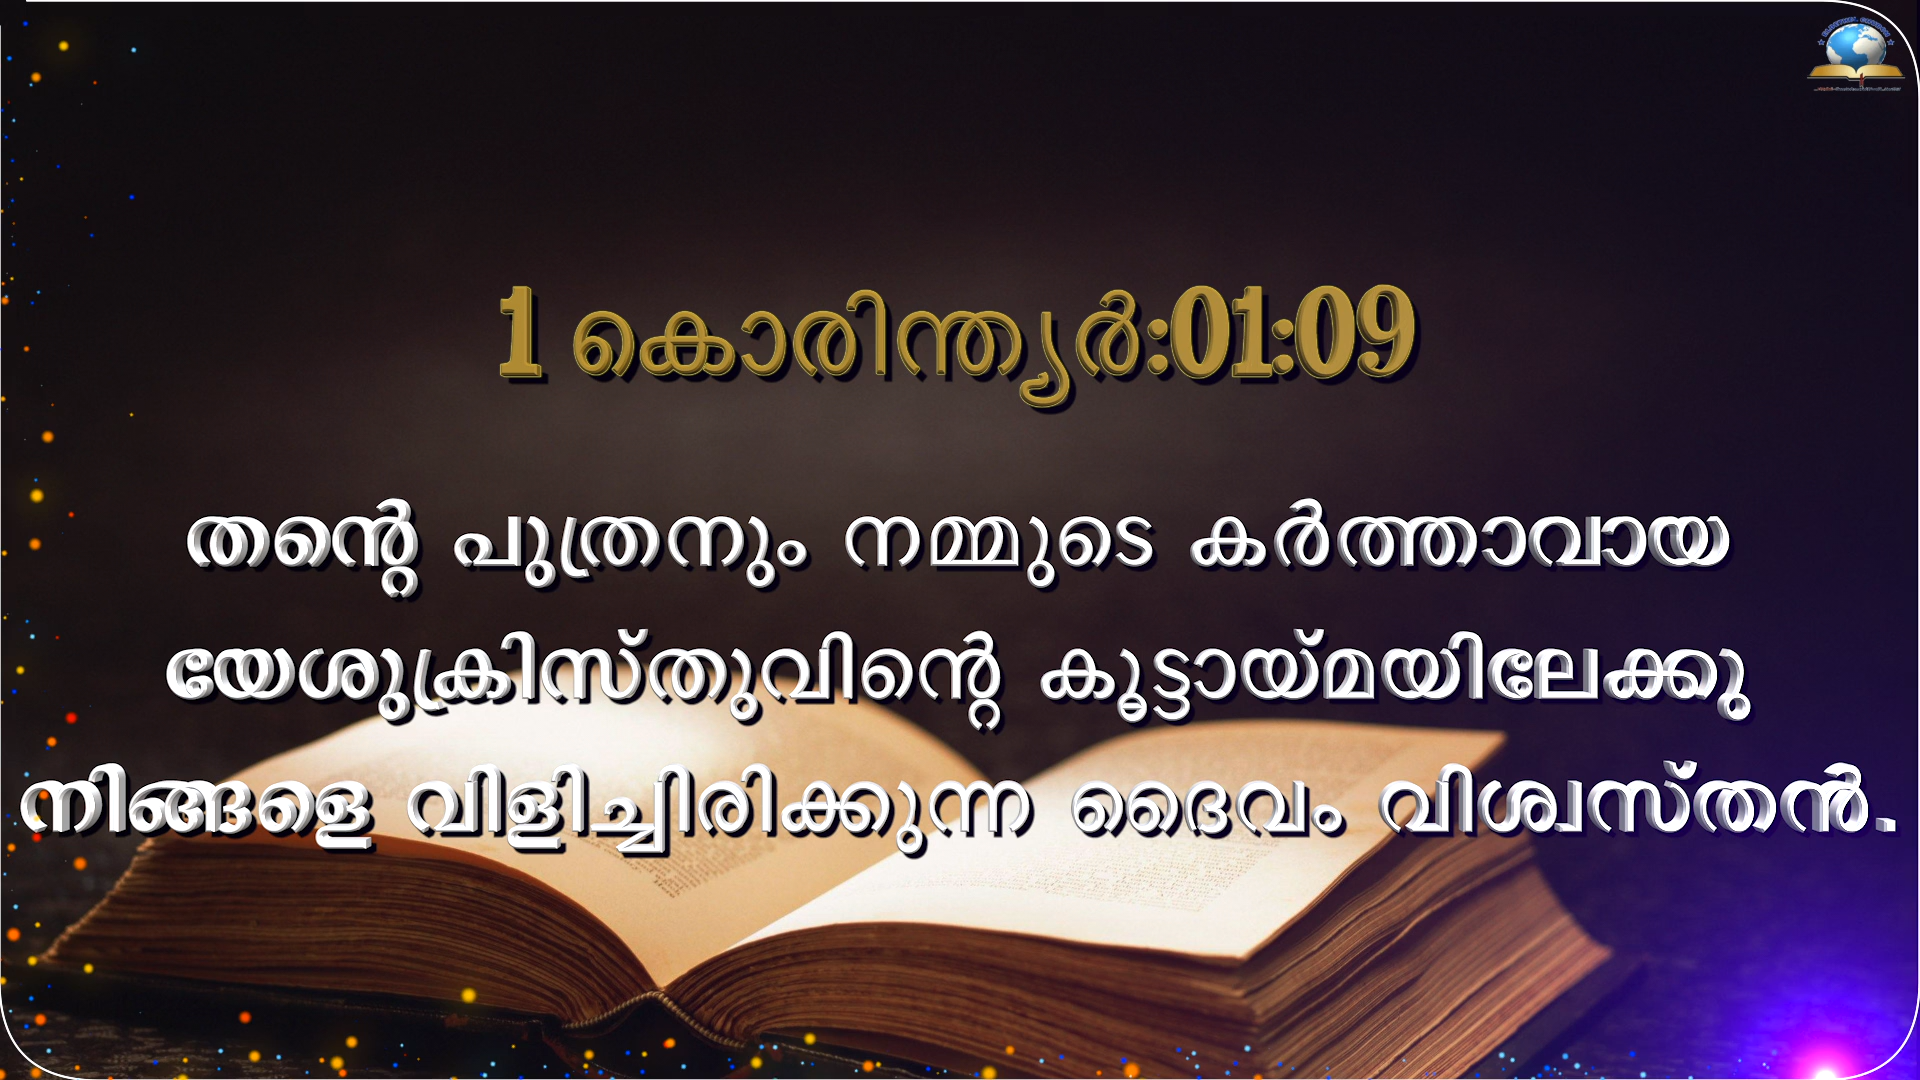 1 കൊരിന്ത്യർ:01:09
തന്റെ പുത്രനും നമ്മുടെ കർത്താവായ
യേശുക്രിസ്തുവിന്റെ കൂട്ടായ്മയിലേക്കു
നിങ്ങളെ വിളിച്ചിരിക്കുന്ന ദൈവം വിശ്വസ്തൻ.